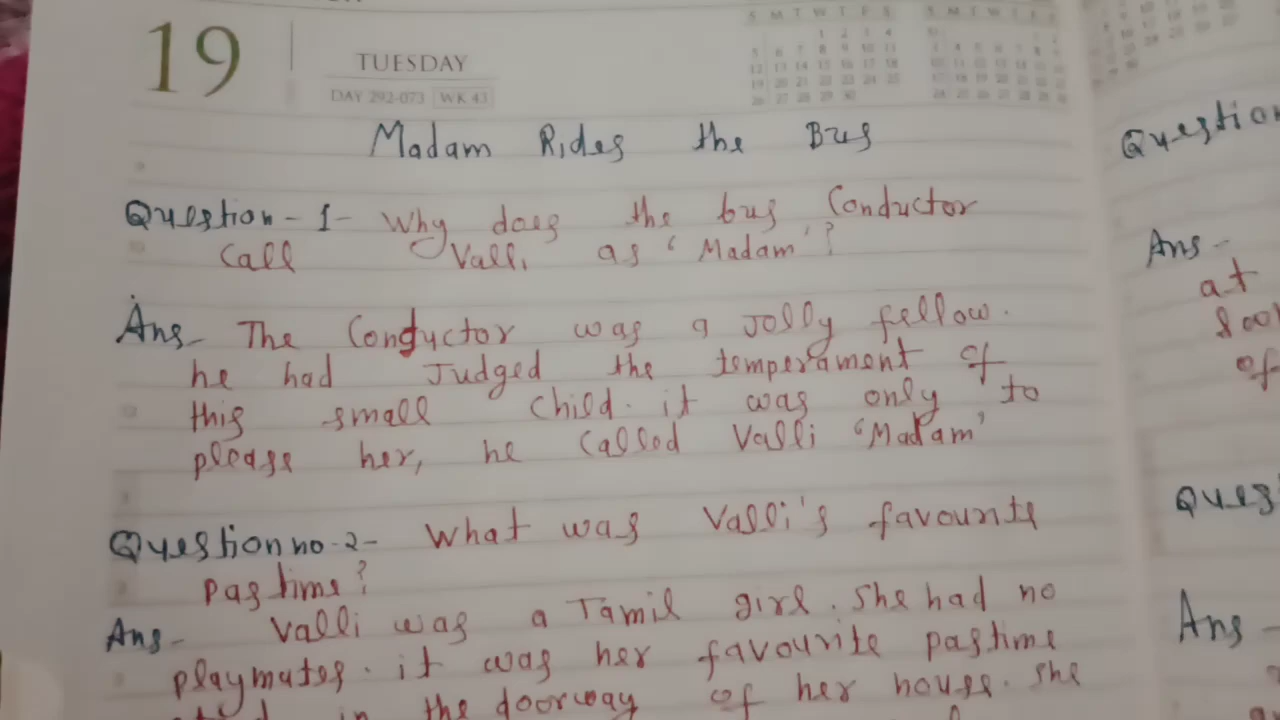 19
TUESDAY
DAY 292-073 WK 43
Madam Rides the Bus
Question-1- Why does the bus Conductor
Call Valli as 'Madam'?
Ans- The Conductor was a Jolly fellow.
he had Judged the temperament of
this small Child. it was only to
please her, he Called Valli 'Madam'
Question no-2- What was Valli's favourite
pastime?
Ans- Valli was a Tamil girl. She had no
playmates. it was her favourite pastime
in the doorway of her house. She
Ans-
at
of
Ans-